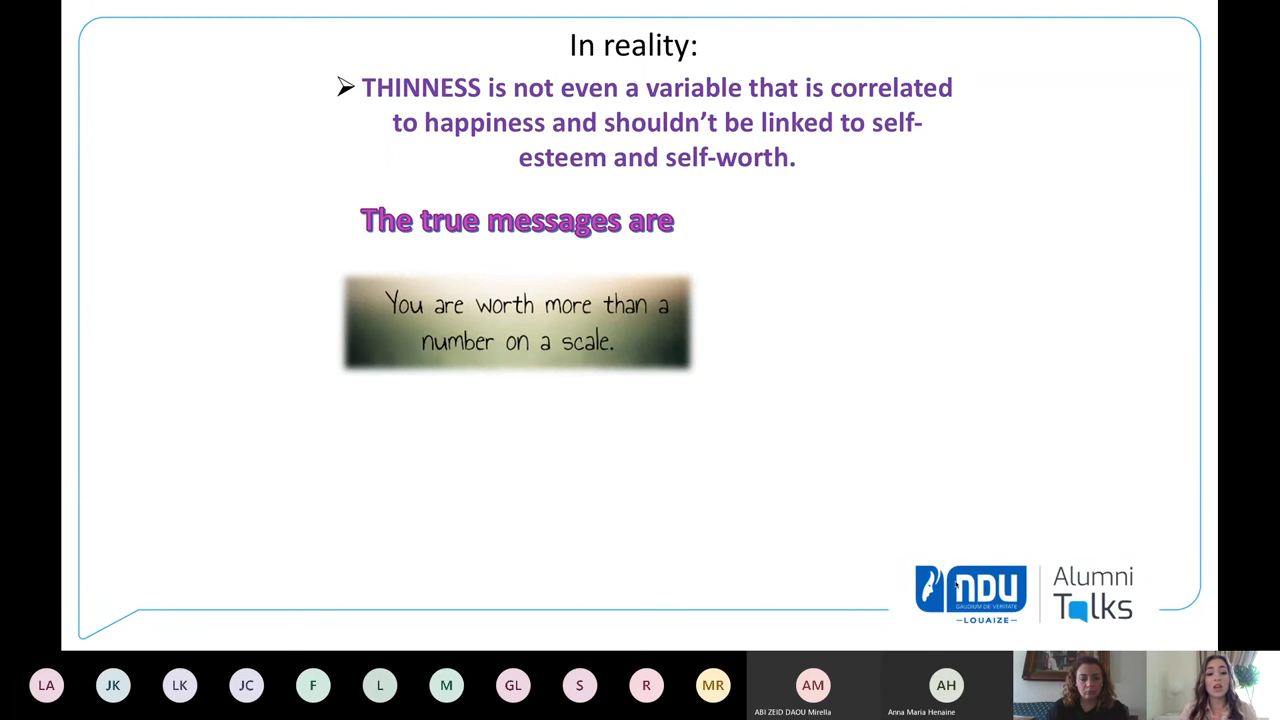 In reality:
➢ THINNESS is not even a variable that is correlated
to happiness and shouldn't be linked to self-
esteem and self-worth.
The true messages are
You are worth more than a
number on a scale.
NDU
GAUDIUM DE VERITATE
—LOUAIZE—
Alumni
Talks
LA JK LK JC F L M GL S R MR AM AH
ABI ZEID DAOU Mirella Anna Maria Henaine